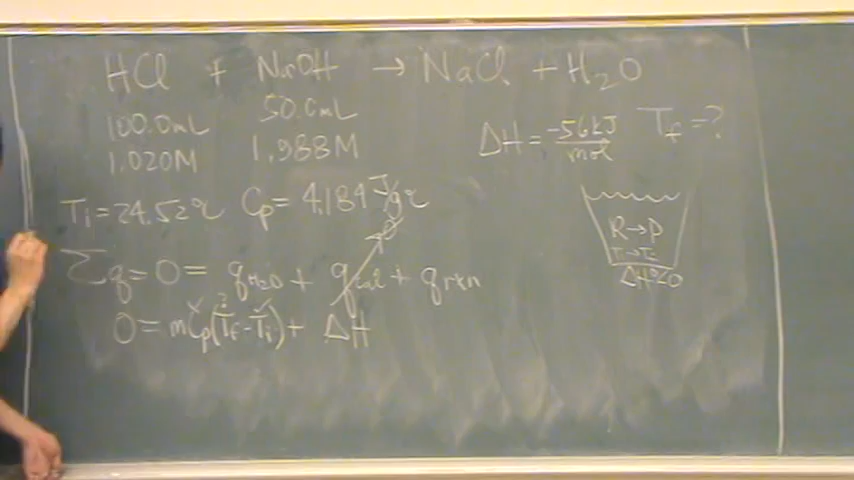 HCl + NaOH → NaCl + H₂O
100.0mL 50.0mL
1.020M 1.988M
ΔH = -56kJ/mol Tf = ?
Ti = 24.52°C Cp = 4.184 J/g°C
R→P
ΔH<0
Σq = 0 = qH₂O + qcal + qrxn
0 = mCp(Tf - Ti) + ΔH